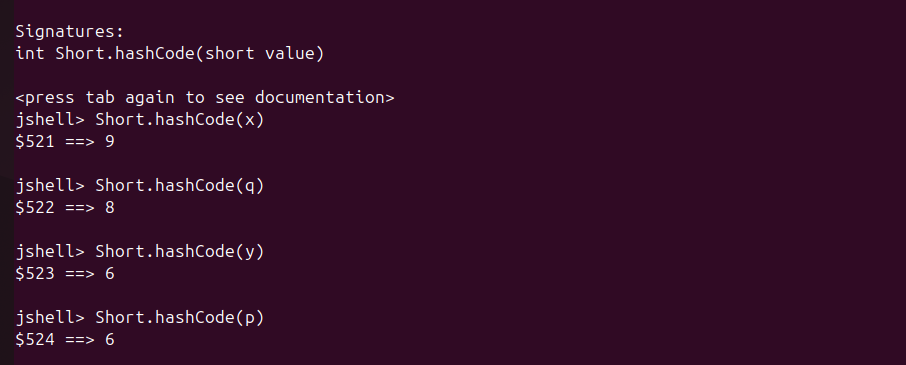 Signatures:
int Short.hashCode(short value)
<press tab again to see documentation>
jshell> Short.hashCode(x)
$521 ==> 9
jshell> Short.hashCode(q)
$522 ==> 8
jshell> Short.hashCode(y)
$523 ==> 6
jshell> Short.hashCode(p)
$524 ==> 6